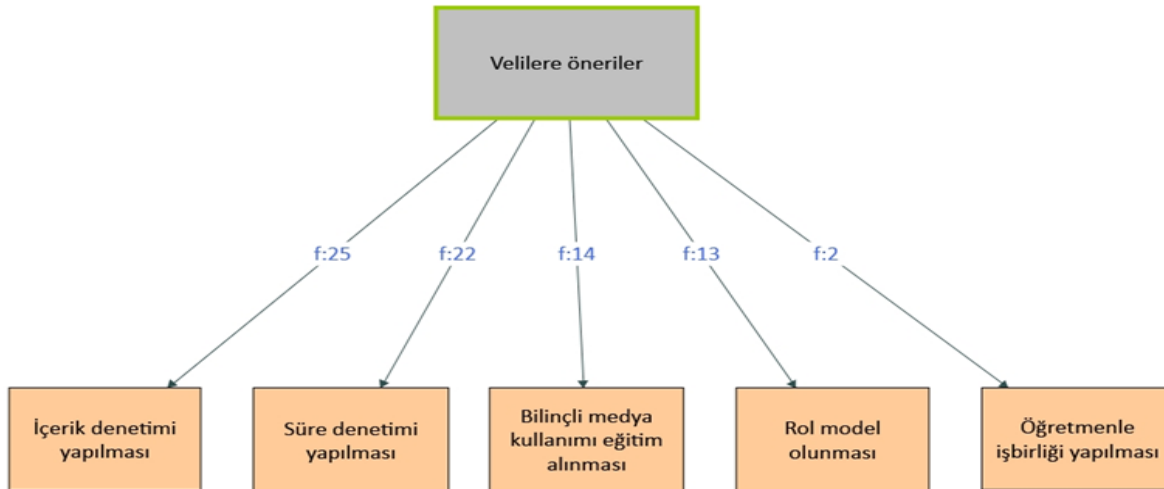 Velilere öneriler
f:25
f:22
f:14
f:13
f:2
İçerik denetimi
yapılması
Süre denetimi
yapılması
Bilinçli medya
kullanımı eğitim
alınması
Rol model
olunması
Öğretmenle
işbirliği yapılması